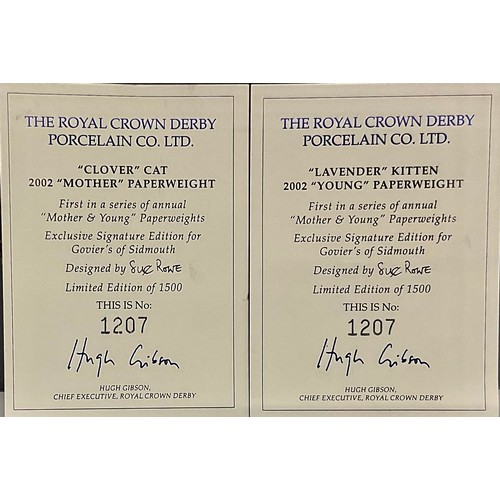 THE ROYAL CROWN DERBY
PORCELAIN CO. LTD.
"CLOVER" CAT
2002 "MOTHER" PAPERWEIGHT
First in a series of annual
"Mother & Young" Paperweights
Exclusive Signature Edition for
Govier's of Sidmouth
Designed by Sue Rowe
Limited Edition of 1500
THIS IS No:
1207
Hugh Gibson
HUGH GIBSON,
CHIEF EXECUTIVE, ROYAL CROWN DERBY
THE ROYAL CROWN DERBY
PORCELAIN CO. LTD.
"LAVENDER" KITTEN
2002 "YOUNG" PAPERWEIGHT
First in a series of annual
"Mother & Young" Paperweights
Exclusive Signature Edition for
Govier's of Sidmouth
Designed by Sue Rowe
Limited Edition of 1500
THIS IS No:
1207
Hugh Gibson
HUGH GIBSON,
CHIEF EXECUTIVE, ROYAL CROWN DERBY